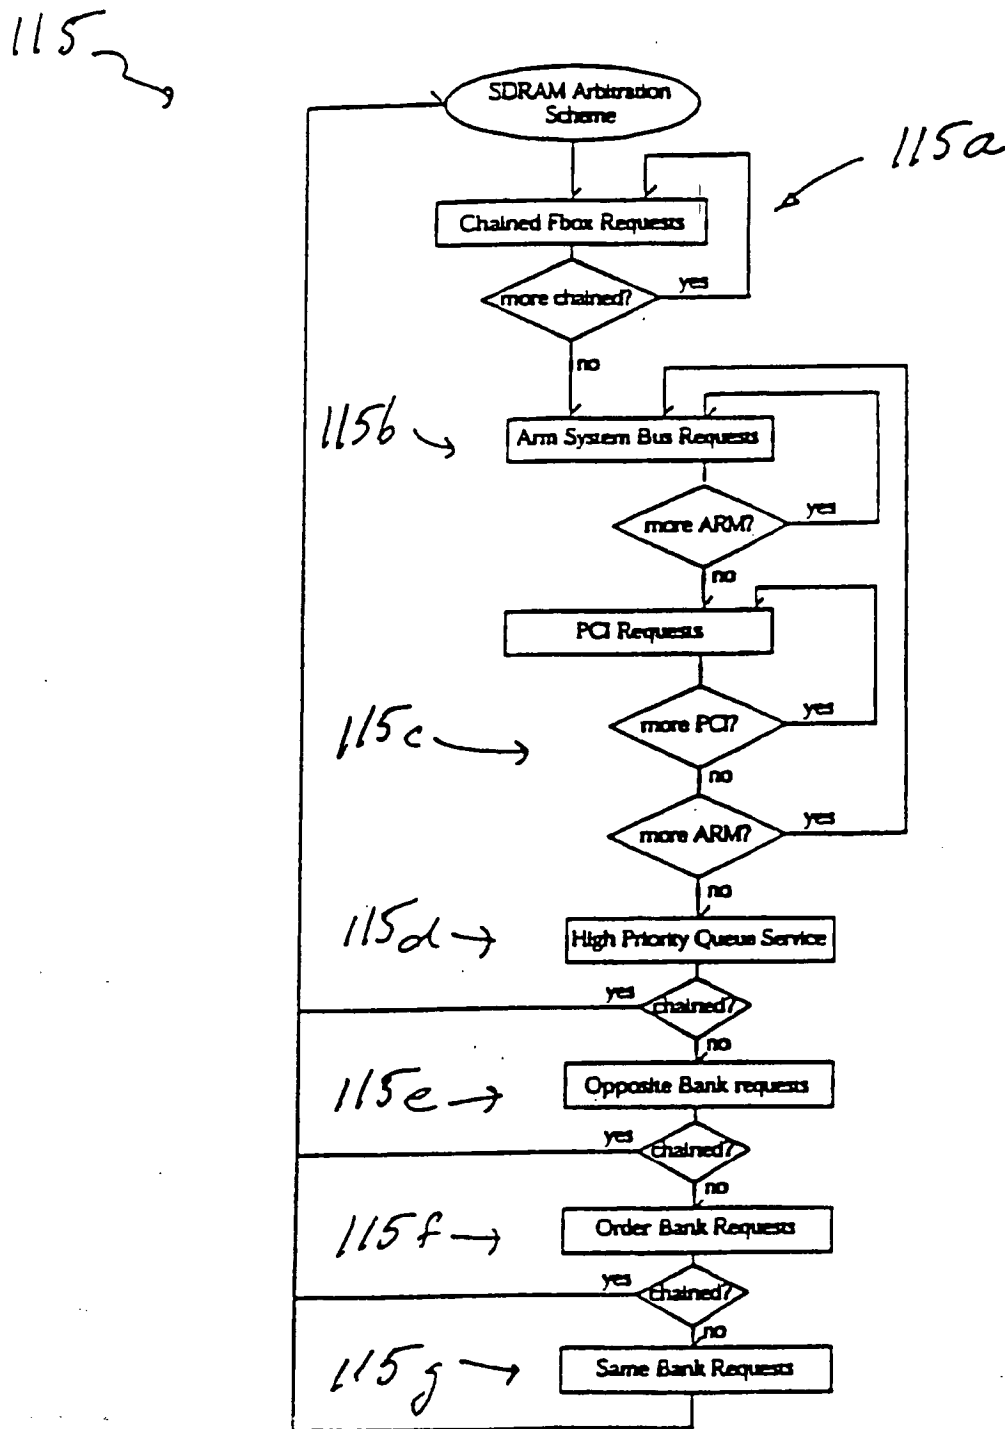 115
SDRAM Arbitration
Scheme
115a
Chained Fbox Requests
more chained?
yes
no
115b
Arm System Bus Requests
more ARM?
yes
no
PCI Requests
115c
more PCI?
yes
no
more ARM?
yes
no
115d
High Priority Queue Service
yes
chained?
no
115e
Opposite Bank requests
yes
chained?
no
115f
Order Bank Requests
yes
chained?
no
115g
Same Bank Requests